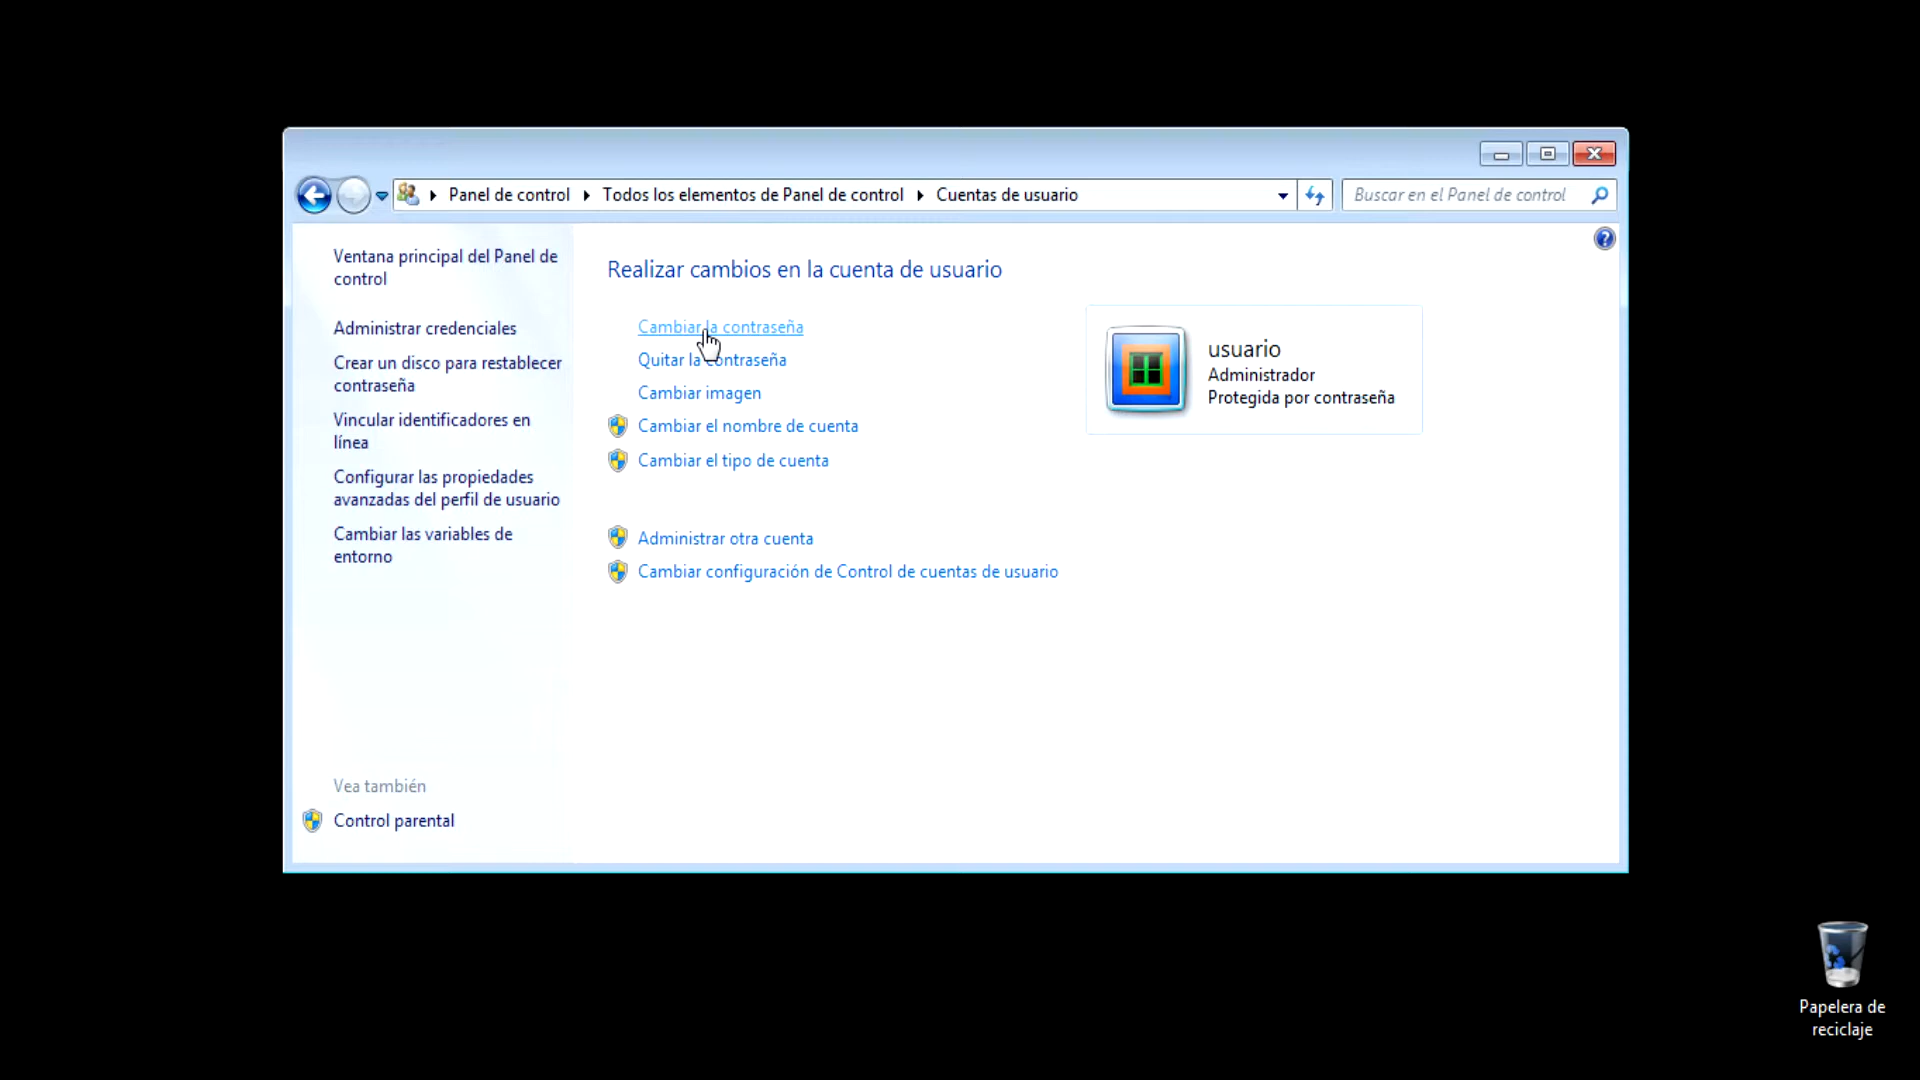 Panel de control
Todos los elementos de Panel de control
Cuentas de usuario
Buscar en el Panel de control
Ventana principal del Panel de
control
Administrar credenciales
Crear un disco para restablecer
contraseña
Vincular identificadores en
línea
Configurar las propiedades
avanzadas del perfil de usuario
Cambiar las variables de
entorno
Vea también
Control parental
Realizar cambios en la cuenta de usuario
Cambiar la contraseña
Quitar la contraseña
Cambiar imagen
Cambiar el nombre de cuenta
Cambiar el tipo de cuenta
Administrar otra cuenta
Cambiar configuración de Control de cuentas de usuario
usuario
Administrador
Protegida por contraseña
Papelera de
reciclaje